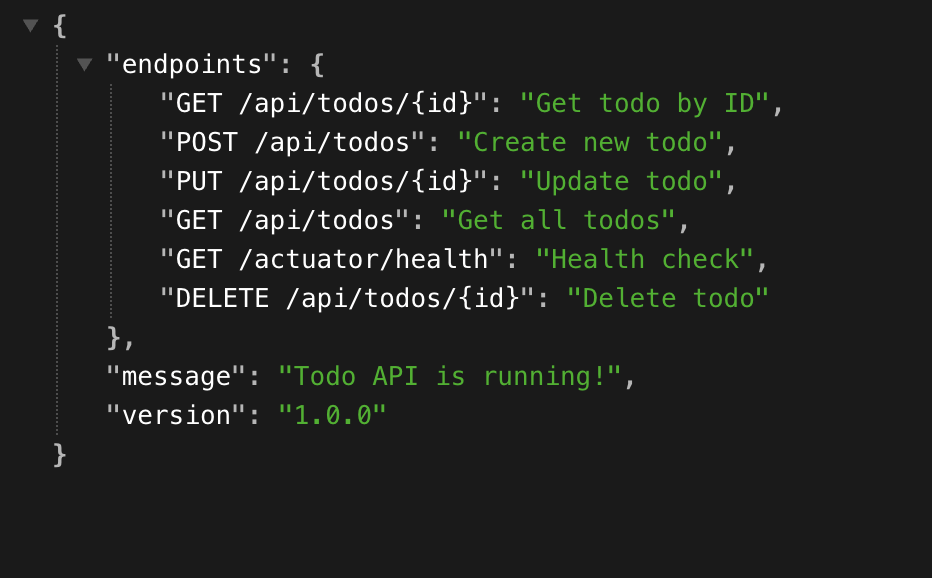 {
"endpoints": {
"GET /api/todos/{id}": "Get todo by ID",
"POST /api/todos": "Create new todo",
"PUT /api/todos/{id}": "Update todo",
"GET /api/todos": "Get all todos",
"GET /actuator/health": "Health check",
"DELETE /api/todos/{id}": "Delete todo"
},
"message": "Todo API is running!",
"version": "1.0.0"
}